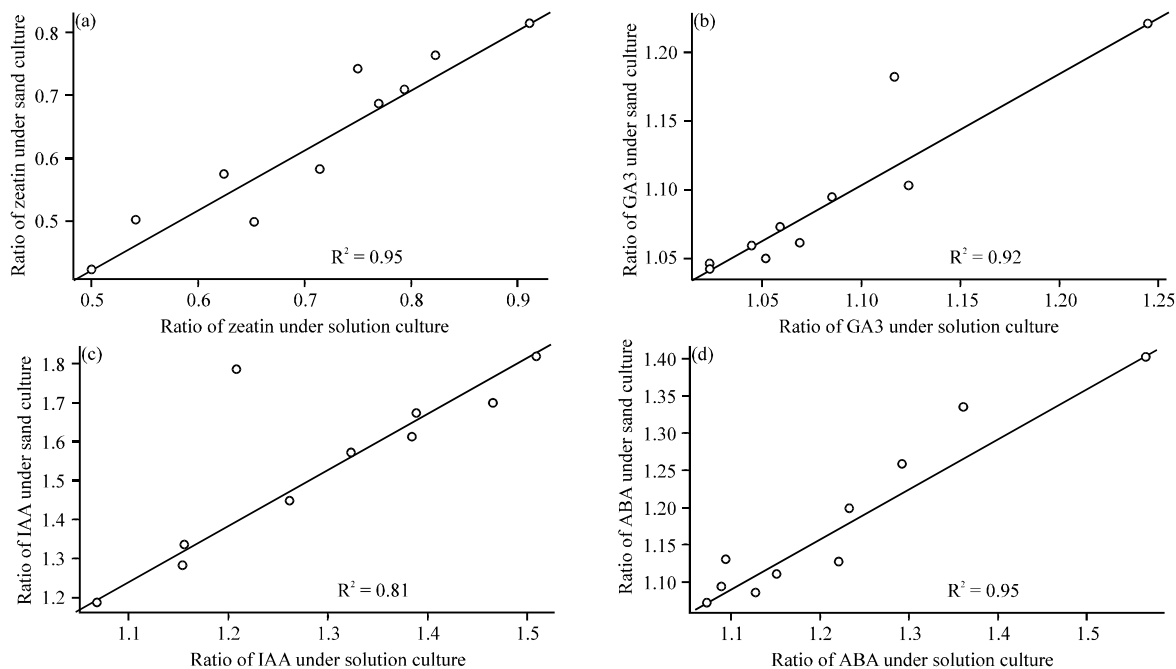 (a)
Ratio of zeatin under sand culture
0.8
0.7
0.6
0.5
R² = 0.95
0.5 0.6 0.7 0.8 0.9
Ratio of zeatin under solution culture
(b)
Ratio of GA3 under sand culture
1.20
1.15
1.10
1.05
R² = 0.92
1.05 1.10 1.15 1.20 1.25
Ratio of GA3 under solution culture
(c)
Ratio of IAA under sand culture
1.8
1.7
1.6
1.5
1.4
1.3
1.2
R² = 0.81
1.1 1.2 1.3 1.4 1.5
Ratio of IAA under solution culture
(d)
Ratio of ABA under sand culture
1.40
1.35
1.30
1.25
1.20
1.15
1.10
R² = 0.95
1.1 1.2 1.3 1.4 1.5
Ratio of ABA under solution culture